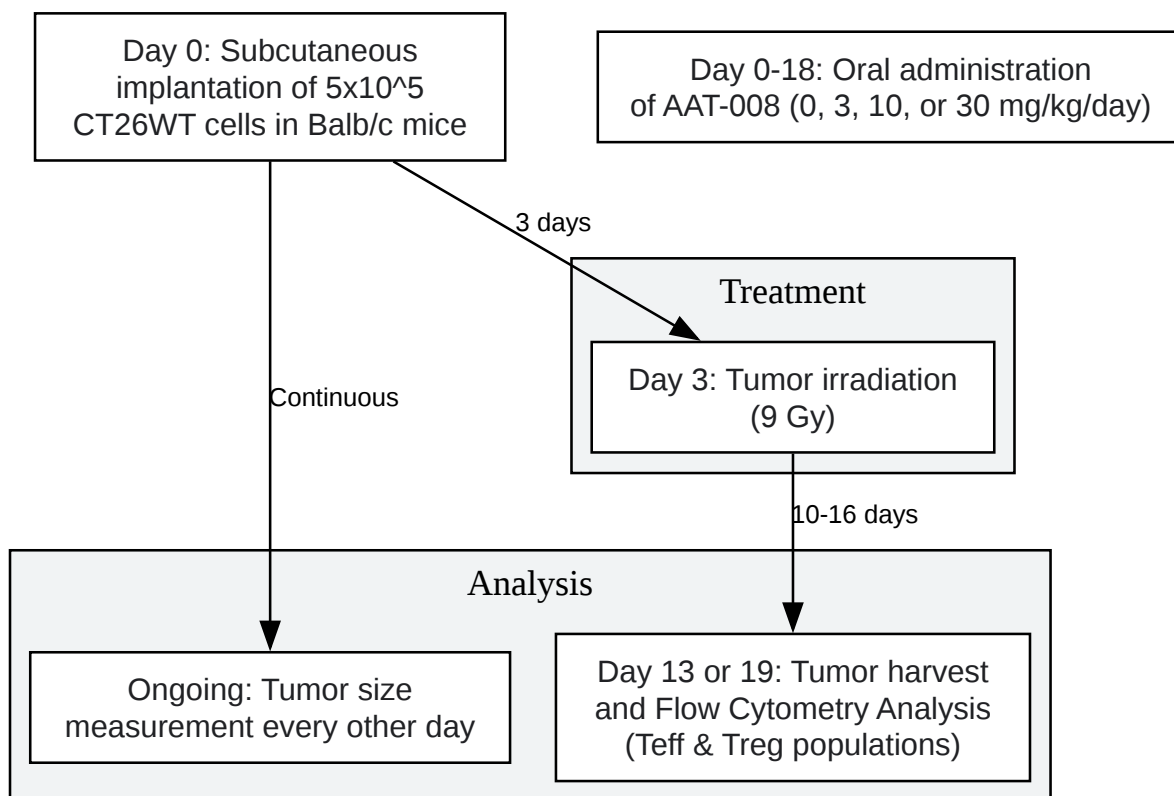 Day 0: Subcutaneous
implantation of 5x10^5
CT26WT cells in Balb/c mice
Day 0-18: Oral administration
of AAT-008 (0, 3, 10, or 30 mg/kg/day)
3 days
Treatment
Day 3: Tumor irradiation
(9 Gy)
Continuous
10-16 days
Analysis
Ongoing: Tumor size
measurement every other day
Day 13 or 19: Tumor harvest
and Flow Cytometry Analysis
(Teff & Treg populations)